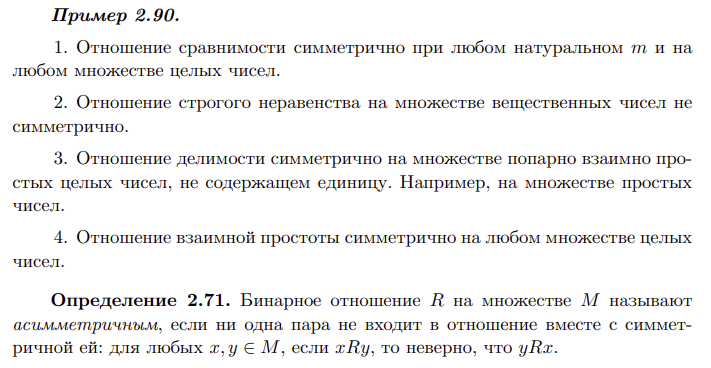 Пример 2.90.
1. Отношение сравнимости симметрично при любом натуральном m и на
любом множестве целых чисел.
2. Отношение строгого неравенства на множестве вещественных чисел не
симметрично.
3. Отношение делимости симметрично на множестве попарно взаимно про-
стых целых чисел, не содержащем единицу. Например, на множестве простых
чисел.
4. Отношение взаимной простоты симметрично на любом множестве целых
чисел.
Определение 2.71. Бинарное отношение R на множестве M называют
асимметричным, если ни одна пара не входит в отношение вместе с симмет-
ричной ей: для любых x, y ∈ M, если xRy, то неверно, что yRx.